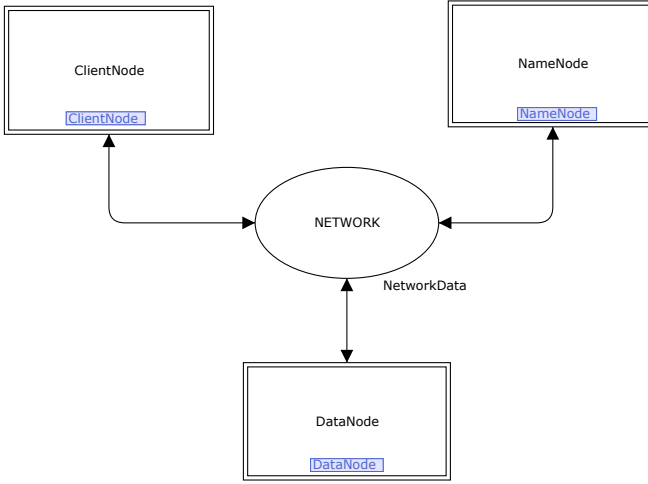 ClientNode
ClientNode
NameNode
NameNode
NETWORK
NetworkData
DataNode
DataNode